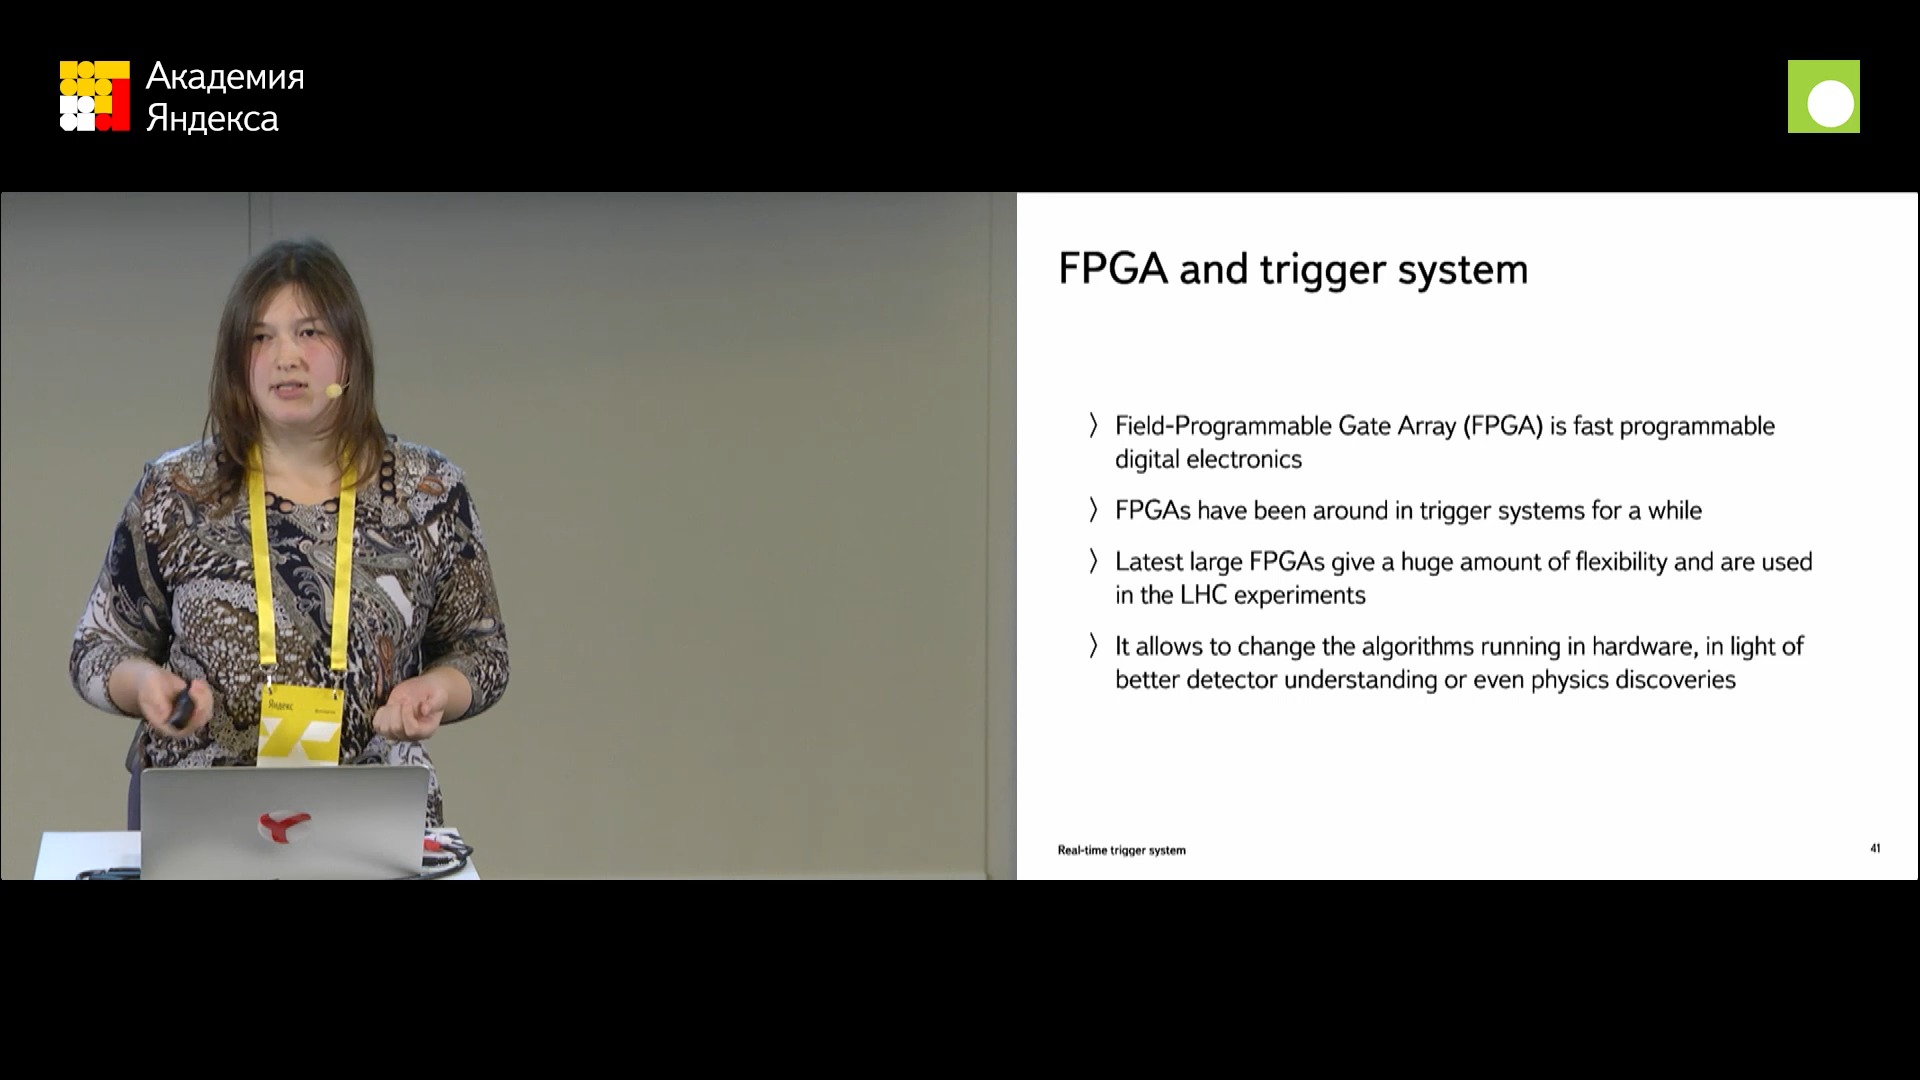 Академия
Яндекса
FPGA and trigger system
〉 Field-Programmable Gate Array (FPGA) is fast programmable
digital electronics
〉 FPGAs have been around in trigger systems for a while
〉 Latest large FPGAs give a huge amount of flexibility and are used
in the LHC experiments
〉 It allows to change the algorithms running in hardware, in light of
better detector understanding or even physics discoveries
Real-time trigger system
41
Яндекс